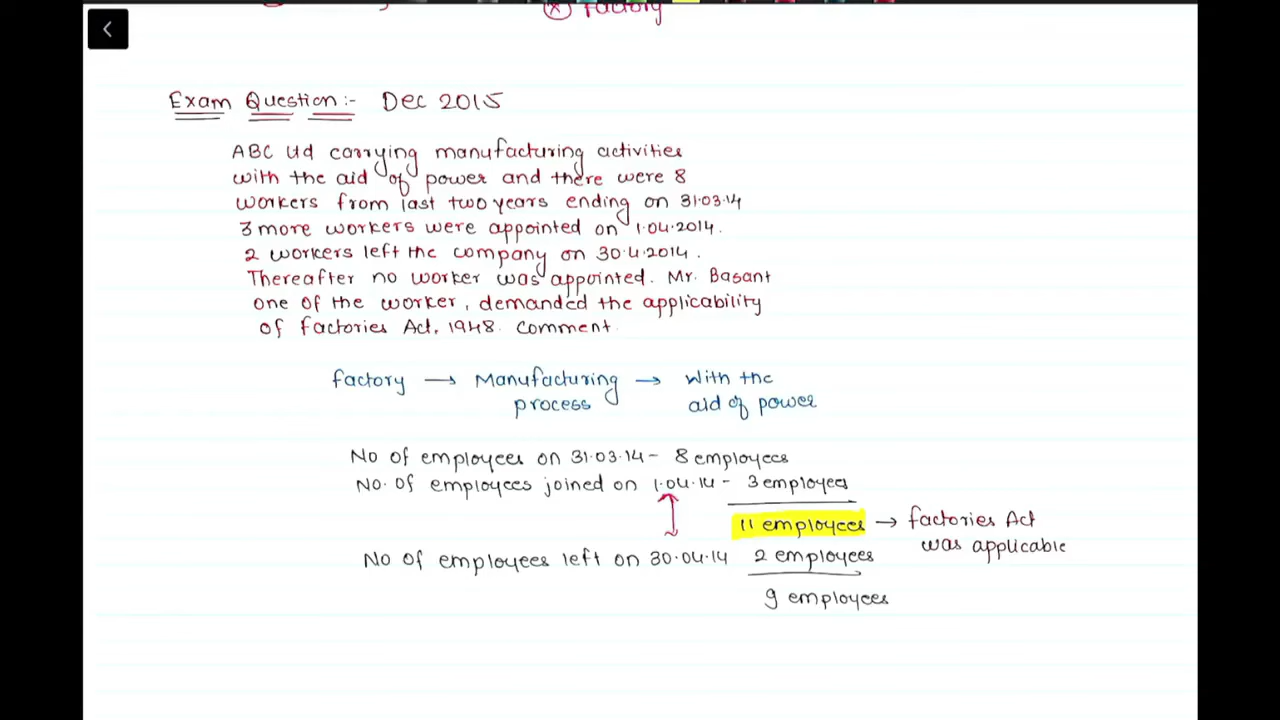 (x) factory
Exam Question:- Dec 2015
ABC Ltd carrying manufacturing activities
with the aid of power and there were 8
workers from last two years ending on 31.03.14
3 more workers were appointed on 1.04.2014.
2 workers left the company on 30.4.2014.
Thereafter no worker was appointed. Mr. Basant
one of the worker, demanded the applicability
of factories Act, 1948. Comment
factory → Manufacturing → With the
process aid of power
No of employees on 31.03.14 - 8 employees
No. of employees joined on 1.04.14 - 3 employees
11 employees → factories Act
was applicable
No of employees left on 30.04.14 2 employees
9 employees